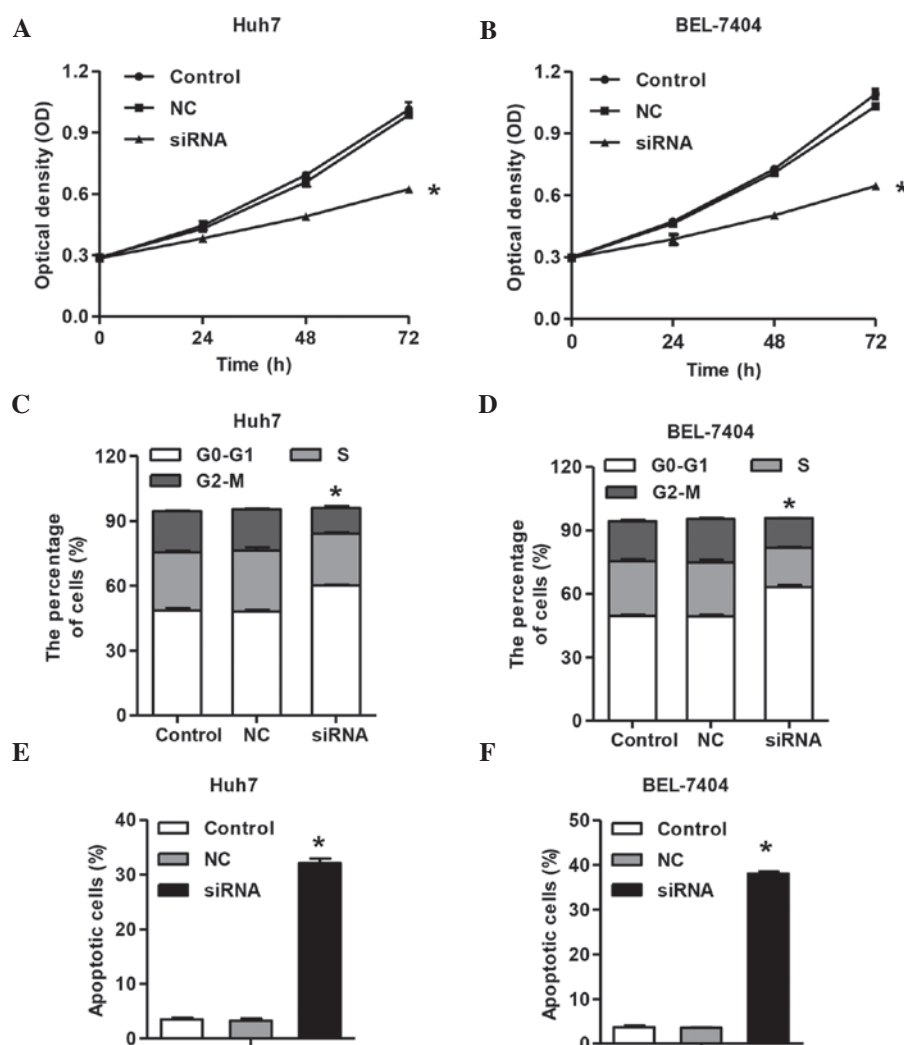 A
Huh7
Optical density (OD)
1.2
0.9
0.6
0.3
0.0
Control
NC
siRNA
*
0 24 48 72
Time (h)
B
BEL-7404
Optical density (OD)
1.2
0.9
0.6
0.3
0.0
Control
NC
siRNA
*
0 24 48 72
Time (h)
C
Huh7
The percentage
of cells (%)
120
90
60
30
0
G0-G1 S
G2-M
*
Control NC siRNA
D
BEL-7404
The percentage
of cells (%)
120
90
60
30
0
G0-G1 S
G2-M
*
Control NC siRNA
E
Huh7
Apoptotic cells (%)
40
30
20
10
0
Control
NC
siRNA
*
F
BEL-7404
Apoptotic cells (%)
50
40
30
20
10
0
Control
NC
siRNA
*